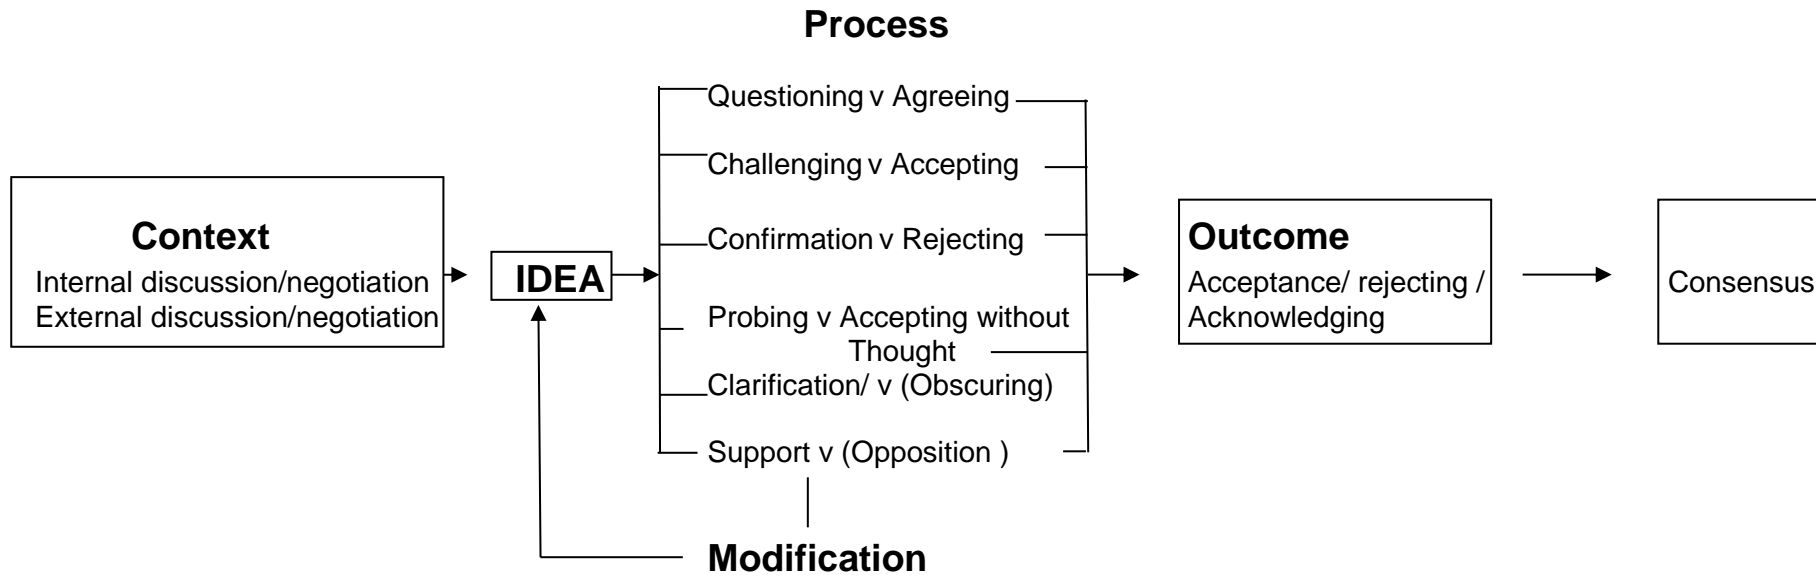 Process
Questioning v Agreeing
Challenging v Accepting
Confirmation v Rejecting
Probing v Accepting without
Thought
Clarification/ v (Obscuring)
Support v (Opposition )
Modification
Context
Internal discussion/negotiation
External discussion/negotiation
IDEA
Outcome
Acceptance/ rejecting /
Acknowledging
Consensus